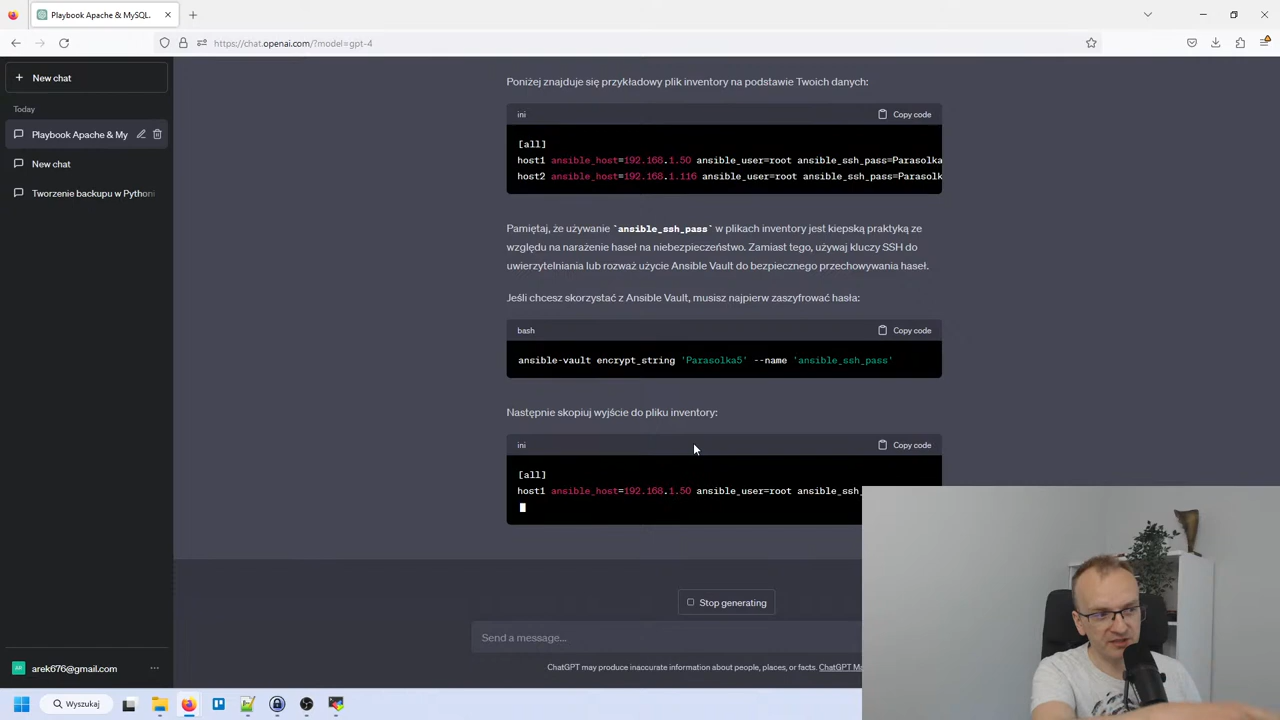 Playbook Apache & MySQL.
https://chat.openai.com/?model=gpt-4
New chat
Today
Playbook Apache & My
New chat
Tworzenie backupu w Pythoni
arek676@gmail.com
Poniżej znajduje się przykładowy plik inventory na podstawie Twoich danych:
ini
Copy code
[all]
host1 ansible_host=192.168.1.50 ansible_user=root ansible_ssh_pass=Parasolka
host2 ansible_host=192.168.1.116 ansible_user=root ansible_ssh_pass=Parasol
Pamiętaj, że używanie `ansible_ssh_pass` w plikach inventory jest kiepską praktyką ze
względu na narażenie haseł na niebezpieczeństwo. Zamiast tego, używaj kluczy SSH do
uwierzytelniania lub rozważ użycie Ansible Vault do bezpiecznego przechowywania haseł.
Jeśli chcesz skorzystać z Ansible Vault, musisz najpierw zaszyfrować hasła:
bash
Copy code
ansible-vault encrypt_string 'Parasolka5' --name 'ansible_ssh_pass'
Następnie skopiuj wyjście do pliku inventory:
ini
Copy code
[all]
host1 ansible_host=192.168.1.50 ansible_user=root ansible_ssh_
Stop generating
Send a message...
ChatGPT may produce inaccurate information about people, places, or facts. ChatGPT Ma
Wyszukaj